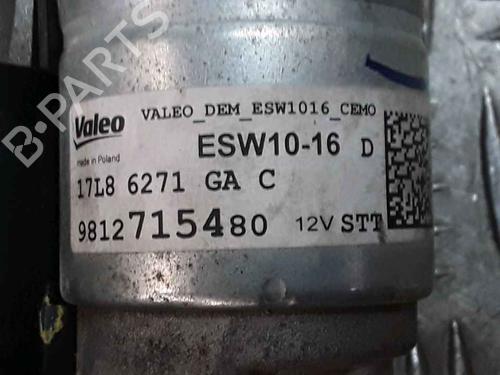 B-PARTS
Valeo
VALEO_DEM_ESW1016_CEMO
made in Poland
ESW10-16 D
17L8 6271 GA C
9812715480 12V STT